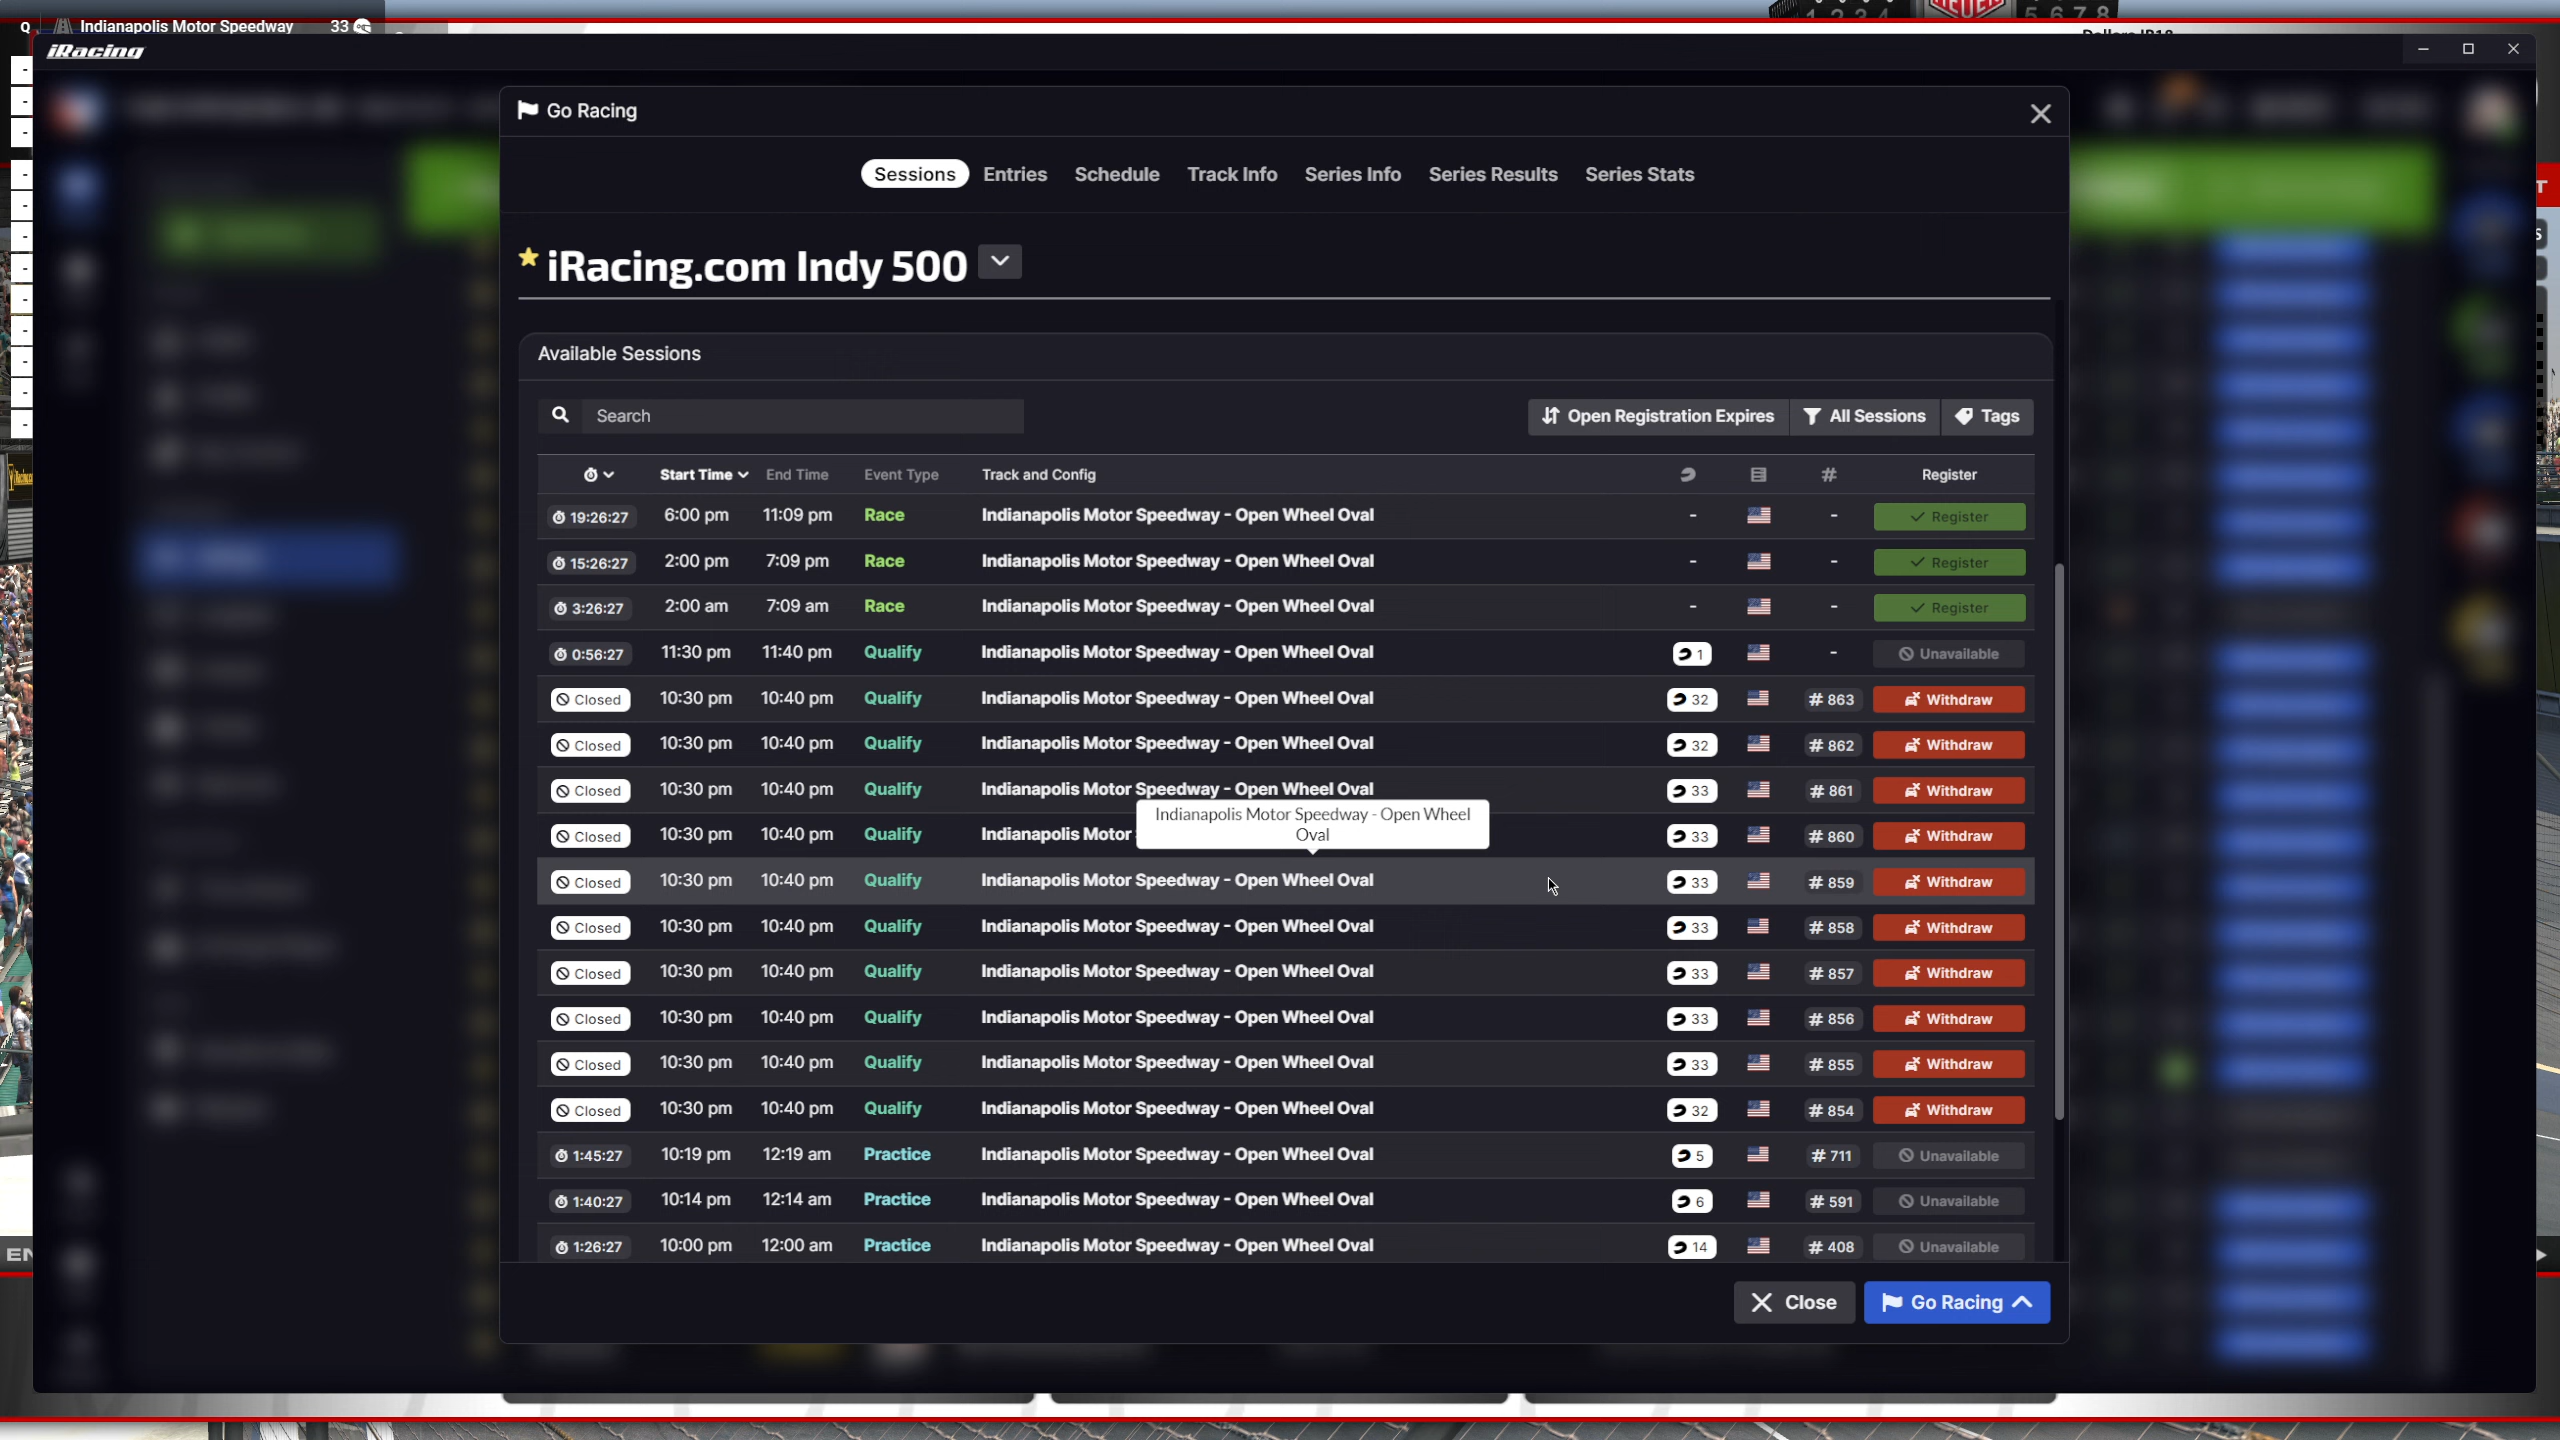 Q Indianapolis Motor Speedway 33
iRacing
Go Racing
Sessions Entries Schedule Track Info Series Info Series Results Series Stats
iRacing.com Indy 500
Available Sessions
Search Open Registration Expires All Sessions Tags
Start Time End Time Event Type Track and Config # Register
19:26:27 6:00 pm 11:09 pm Race Indianapolis Motor Speedway - Open Wheel Oval - - Register
15:26:27 2:00 pm 7:09 pm Race Indianapolis Motor Speedway - Open Wheel Oval - - Register
3:26:27 2:00 am 7:09 am Race Indianapolis Motor Speedway - Open Wheel Oval - - Register
0:56:27 11:30 pm 11:40 pm Qualify Indianapolis Motor Speedway - Open Wheel Oval 1 - Unavailable
Closed 10:30 pm 10:40 pm Qualify Indianapolis Motor Speedway - Open Wheel Oval 32 # 863 Withdraw
Closed 10:30 pm 10:40 pm Qualify Indianapolis Motor Speedway - Open Wheel Oval 32 # 862 Withdraw
Closed 10:30 pm 10:40 pm Qualify Indianapolis Motor Speedway - Open Wheel Oval 33 # 861 Withdraw
Indianapolis Motor Speedway - Open Wheel
Oval
Closed 10:30 pm 10:40 pm Qualify Indianapolis Motor 33 # 860 Withdraw
Closed 10:30 pm 10:40 pm Qualify Indianapolis Motor Speedway - Open Wheel Oval 33 # 859 Withdraw
Closed 10:30 pm 10:40 pm Qualify Indianapolis Motor Speedway - Open Wheel Oval 33 # 858 Withdraw
Closed 10:30 pm 10:40 pm Qualify Indianapolis Motor Speedway - Open Wheel Oval 33 # 857 Withdraw
Closed 10:30 pm 10:40 pm Qualify Indianapolis Motor Speedway - Open Wheel Oval 33 # 856 Withdraw
Closed 10:30 pm 10:40 pm Qualify Indianapolis Motor Speedway - Open Wheel Oval 33 # 855 Withdraw
Closed 10:30 pm 10:40 pm Qualify Indianapolis Motor Speedway - Open Wheel Oval 32 # 854 Withdraw
1:45:27 10:19 pm 12:19 am Practice Indianapolis Motor Speedway - Open Wheel Oval 5 # 711 Unavailable
1:40:27 10:14 pm 12:14 am Practice Indianapolis Motor Speedway - Open Wheel Oval 6 # 591 Unavailable
1:26:27 10:00 pm 12:00 am Practice Indianapolis Motor Speedway - Open Wheel Oval 14 # 408 Unavailable
Close Go Racing